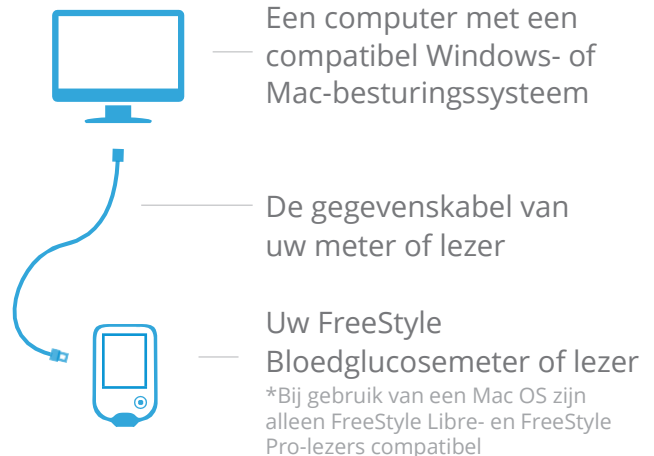 Een computer met een
compatibel Windows- of
Mac-besturingssysteem
De gegevenskabel van
uw meter of lezer
Uw FreeStyle
Bloedglucosemeter of lezer
*Bij gebruik van een Mac OS zijn
alleen FreeStyle Libre- en FreeStyle
Pro-lezers compatibel